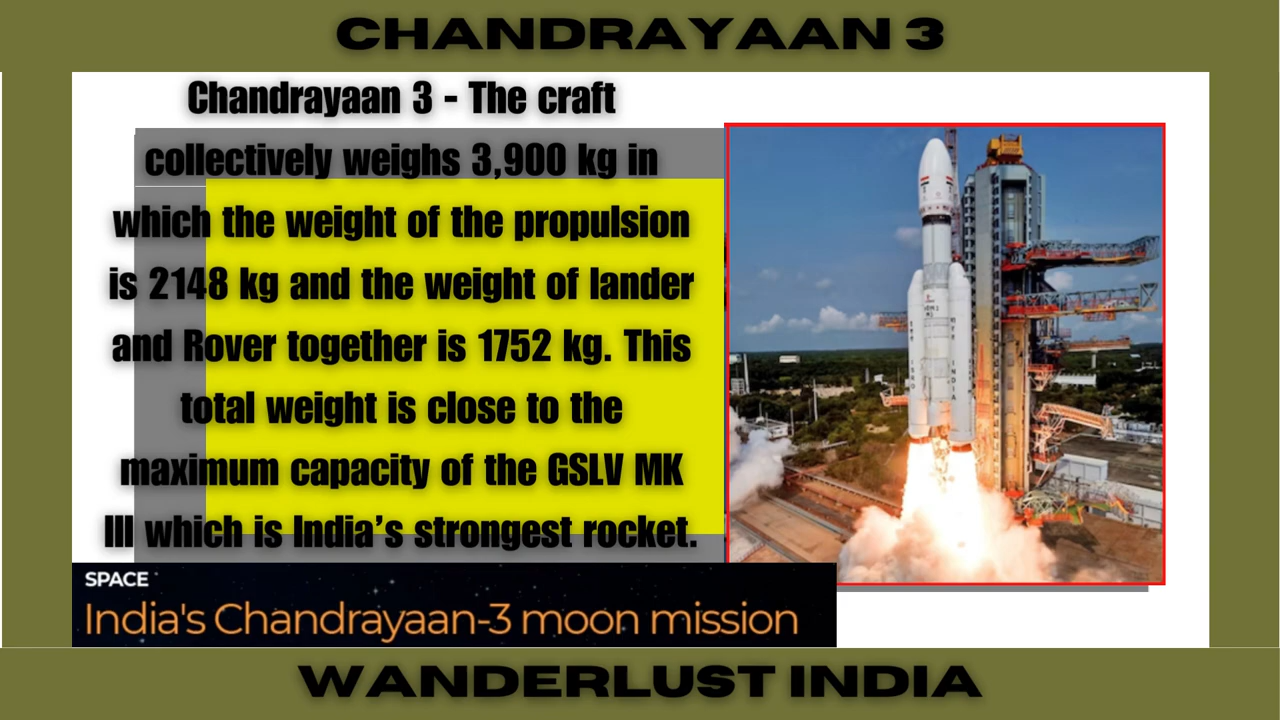 CHANDRAYAAN 3
Chandrayaan 3 - The craft
collectively weighs 3,900 kg in
which the weight of the propulsion
is 2148 kg and the weight of lander
and Rover together is 1752 kg. This
total weight is close to the
maximum capacity of the GSLV MK
III which is India’s strongest rocket.
ISRO
INDIA
SPACE
India's Chandrayaan-3 moon mission
WANDERLUST INDIA